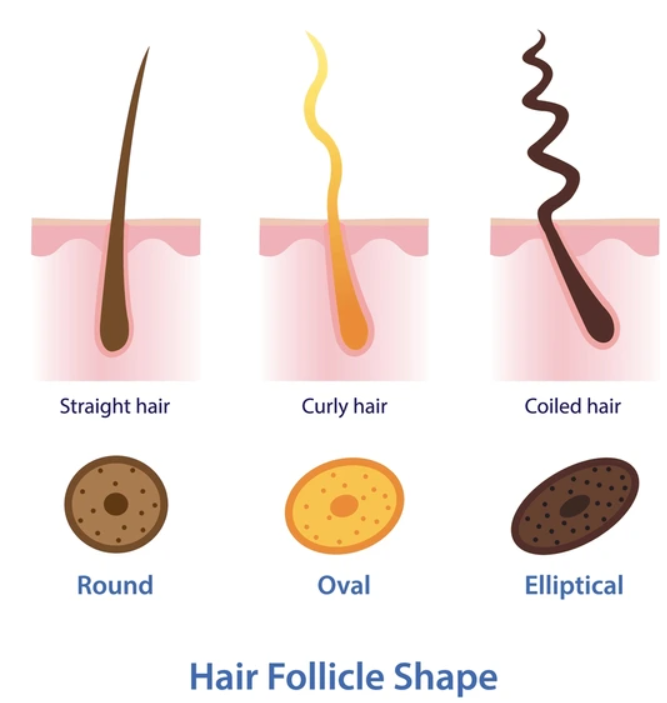 Straight hair
Curly hair
Coiled hair
Round
Oval
Elliptical
Hair Follicle Shape